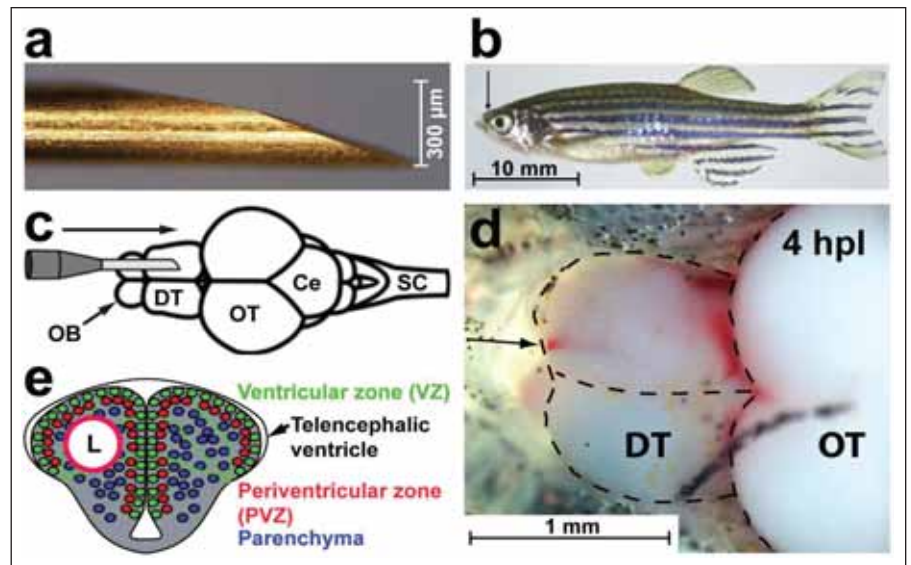 a
300 µm
b
10 mm
c
OB
DT
OT
Ce
SC
d
4 hpl
DT
OT
1 mm
e
L
Ventricular zone (VZ)
Telencephalic
ventricle
Periventricular zone
(PVZ)
Parenchyma